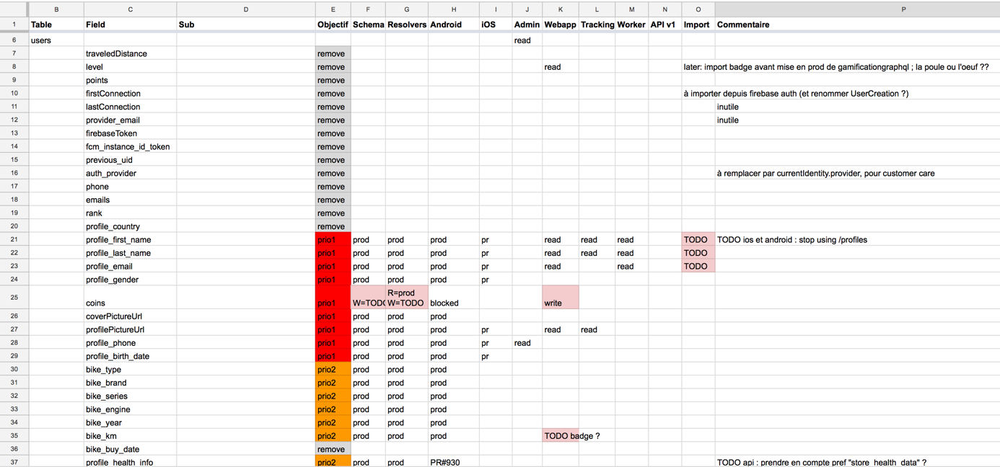 B C D E F G H I J K L M N O P
1 Table Field Sub Objectif Schema Resolvers Android iOS Admin Webapp Tracking Worker API v1 Import Commentaire
6 users read
7 traveledDistance remove
8 level remove read later: import badge avant mise en prod de gamificationgraphql ; la poule ou l'oeuf ??
9 points remove
10 firstConnection remove à importer depuis firebase auth (et renommer UserCreation ?)
11 lastConnection remove inutile
12 provider_email remove inutile
13 firebaseToken remove
14 fcm_instance_id_token remove
15 previous_uid remove
16 auth_provider remove à remplacer par currentIdentity.provider, pour customer care
17 phone remove
18 emails remove
19 rank remove
20 profile_country remove
21 profile_first_name prio1 prod prod prod pr read read read TODO TODO ios et android : stop using /profiles
22 profile_last_name prio1 prod prod prod pr read read read TODO
23 profile_email prio1 prod prod prod pr read read TODO
24 profile_gender prio1 prod prod prod pr
R=prod
25 coins prio1 W=TODO W=TODO blocked write
26 coverPictureUrl prio1 prod prod prod
27 profilePictureUrl prio1 prod prod prod pr read read
28 profile_phone prio1 prod prod prod pr read
29 profile_birth_date prio1 prod prod prod pr
30 bike_type prio2 prod prod prod
31 bike_brand prio2 prod prod prod
32 bike_series prio2 prod prod prod
33 bike_engine prio2 prod prod prod
34 bike_year prio2 prod prod prod
35 bike_km prio2 prod prod prod TODO badge ?
36 bike_buy_date remove
37 profile_health_info prio2 prod prod PR#930 TODO api : prendre en compte pref "store_health_data" ?